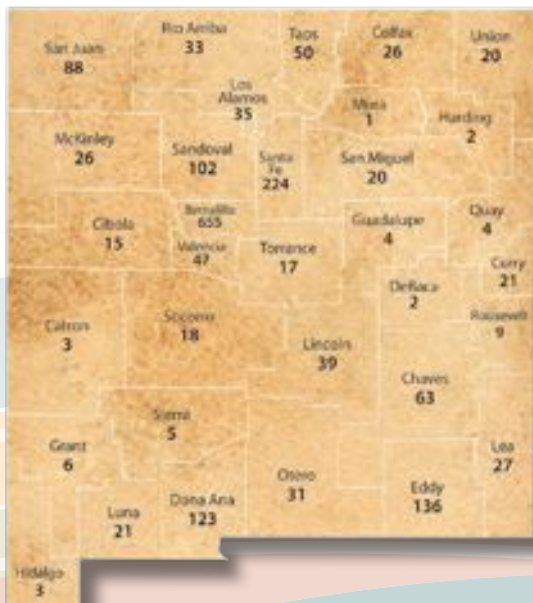 San Juan
88
Rio Arriba
33
Taos
50
Colfax
26
Union
20
Los
Alamos
35
Mora
1
Harding
2
McKinley
26
Sandoval
102
Santa
Fe
224
San Miguel
20
Cibola
15
Bernalillo
655
Valencia
47
Torrance
17
Guadalupe
4
Quay
4
Curry
21
DeBaca
2
Roosevelt
9
Catron
3
Socorro
18
Lincoln
39
Chaves
63
Sierra
5
Grant
6
Lea
27
Otero
31
Eddy
136
Luna
21
Dona Ana
123
Hidalgo
3